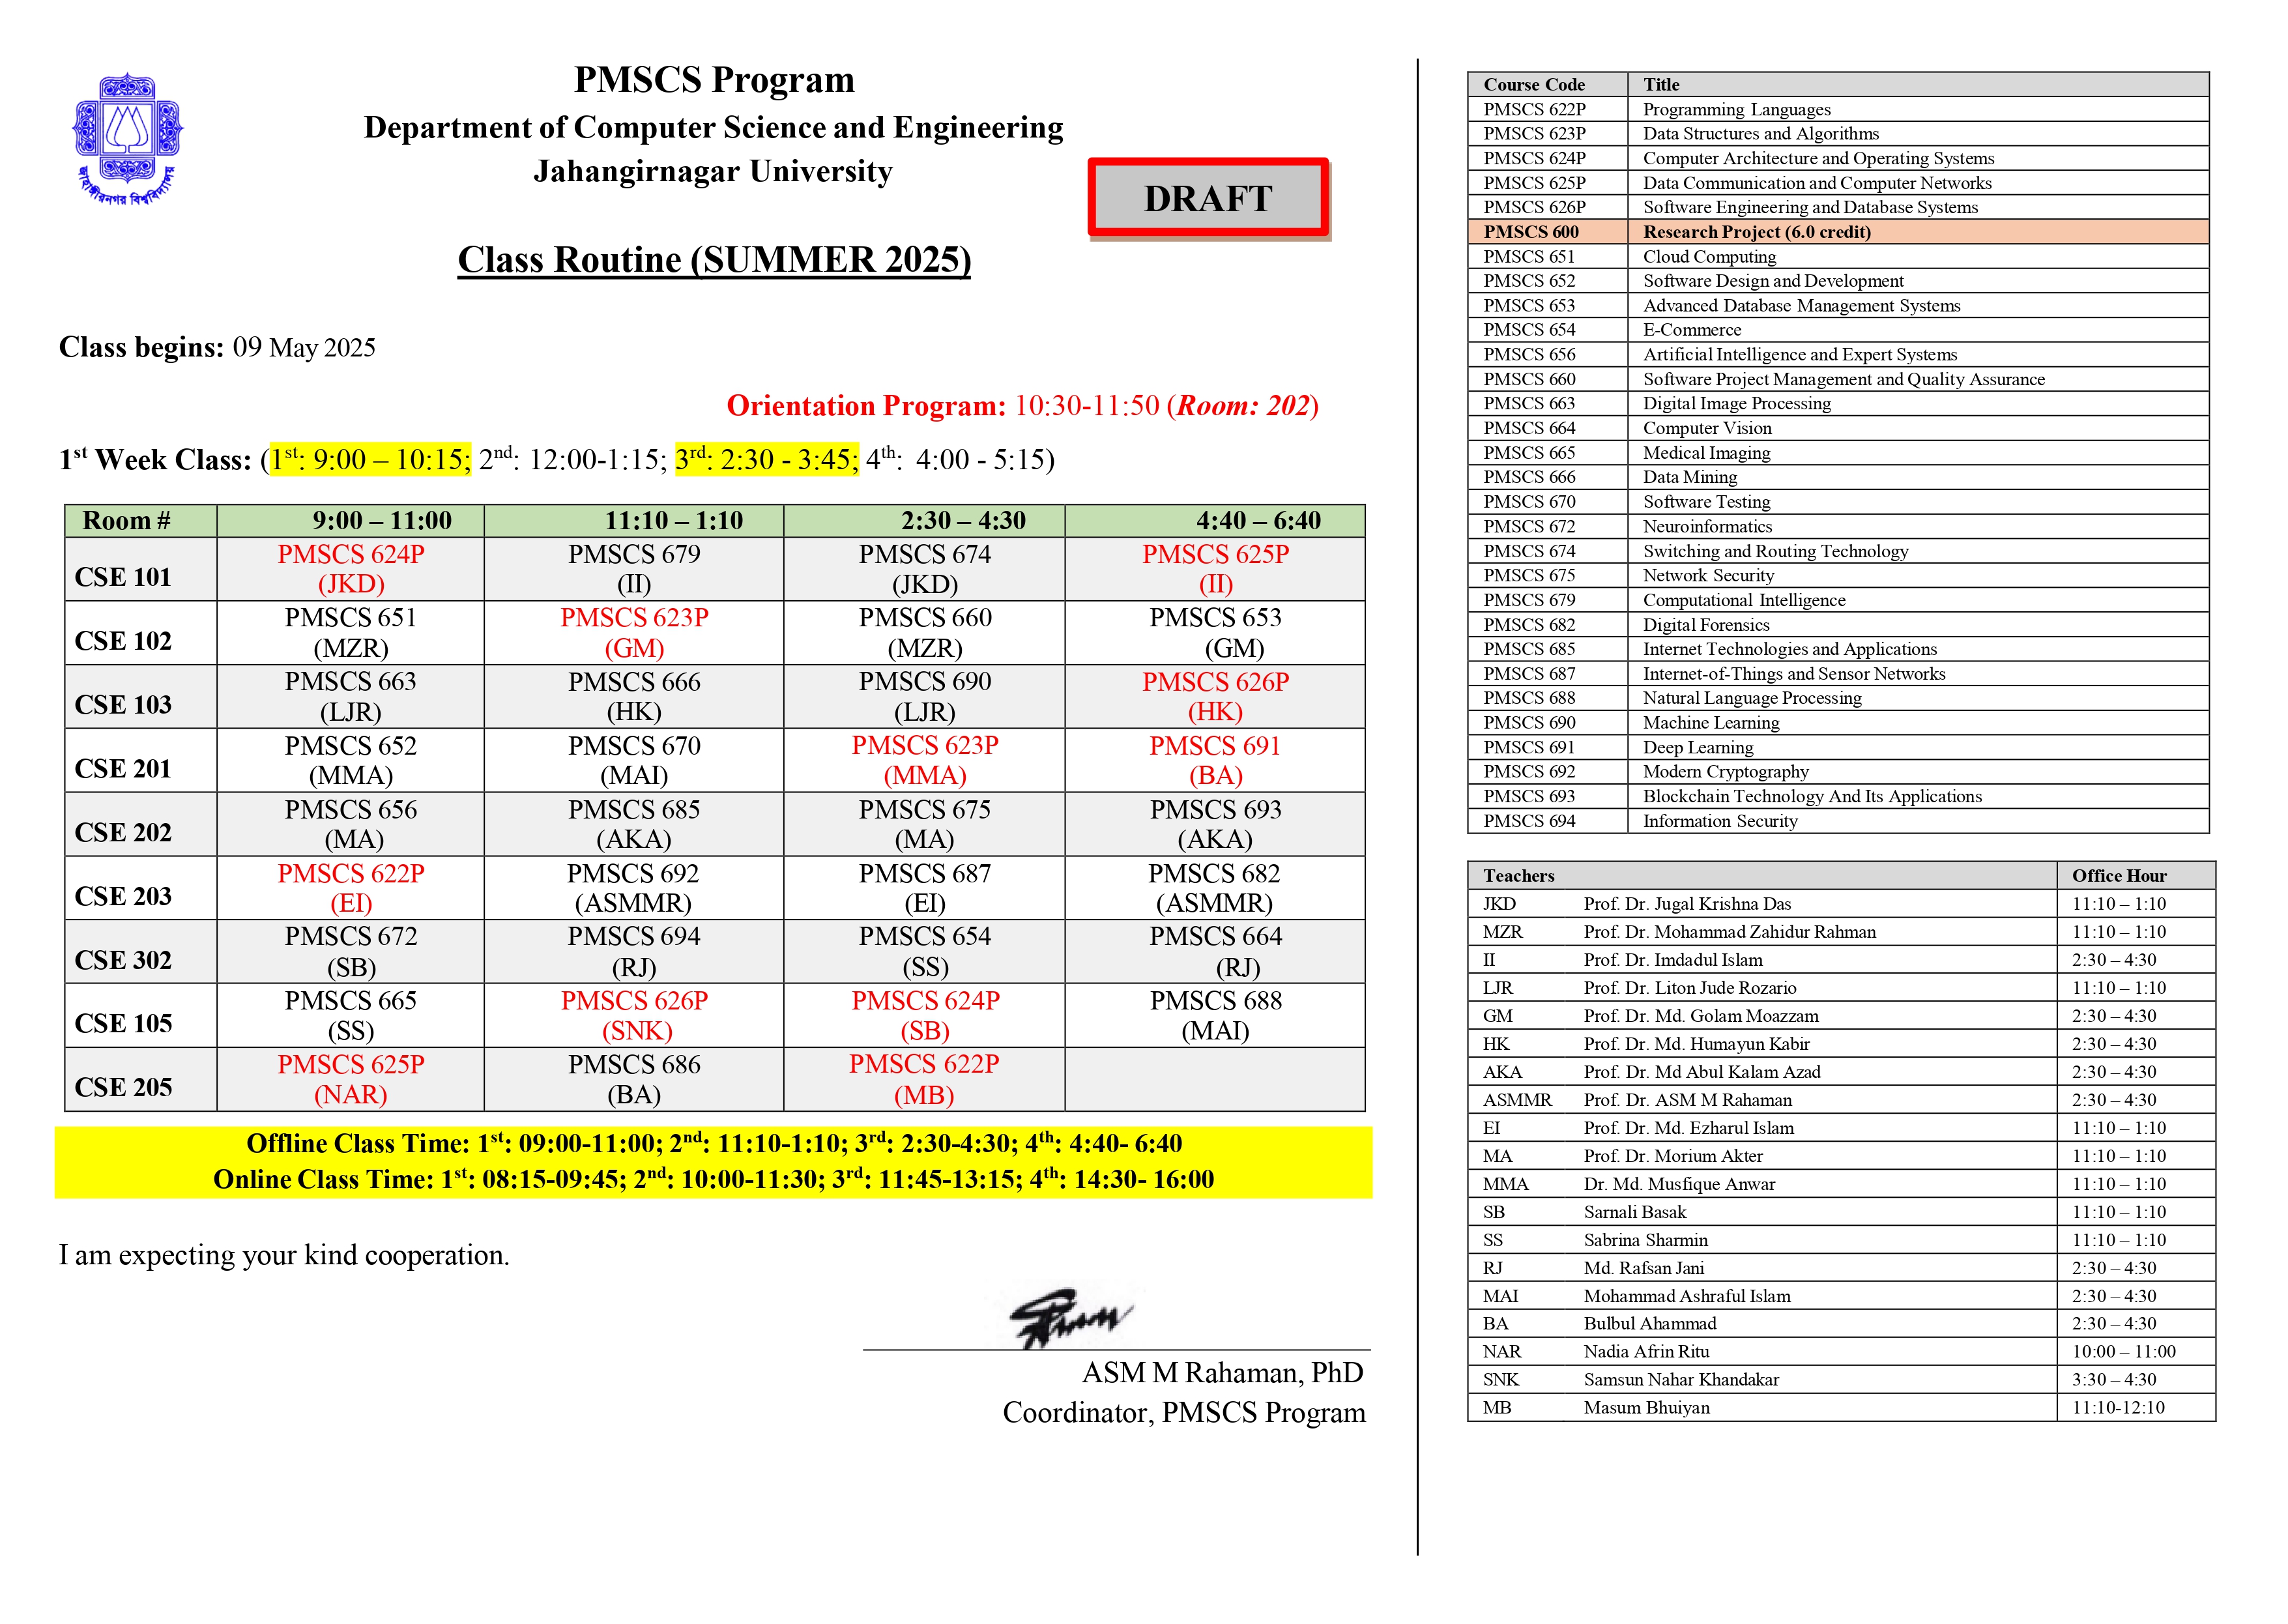 PMSCS Program
Department of Computer Science and Engineering
Jahangirnagar University
জাহাঙ্গীরনগর বিশ্ববিদ্যালয়
DRAFT
Class Routine (SUMMER 2025)
Class begins: 09 May 2025
Orientation Program: 10:30-11:50 (Room: 202)
1st Week Class: (1st: 9:00 – 10:15; 2nd: 12:00-1:15; 3rd: 2:30 - 3:45; 4th: 4:00 - 5:15)
Room # 9:00 – 11:00 11:10 – 1:10 2:30 – 4:30 4:40 – 6:40
PMSCS 624P PMSCS 679 PMSCS 674 PMSCS 625P
CSE 101 (JKD) (II) (JKD) (II)
PMSCS 651 PMSCS 623P PMSCS 660 PMSCS 653
CSE 102 (MZR) (GM) (MZR) (GM)
PMSCS 663 PMSCS 666 PMSCS 690 PMSCS 626P
CSE 103 (LJR) (HK) (LJR) (HK)
PMSCS 652 PMSCS 670 PMSCS 623P PMSCS 691
CSE 201 (MMA) (MAI) (MMA) (BA)
PMSCS 656 PMSCS 685 PMSCS 675 PMSCS 693
CSE 202 (MA) (AKA) (MA) (AKA)
PMSCS 622P PMSCS 692 PMSCS 687 PMSCS 682
CSE 203 (EI) (ASMMR) (EI) (ASMMR)
PMSCS 672 PMSCS 694 PMSCS 654 PMSCS 664
CSE 302 (SB) (RJ) (SS) (RJ)
PMSCS 665 PMSCS 626P PMSCS 624P PMSCS 688
CSE 105 (SS) (SNK) (SB) (MAI)
PMSCS 625P PMSCS 686 PMSCS 622P
CSE 205 (NAR) (BA) (MB)
Offline Class Time: 1st: 09:00-11:00; 2nd: 11:10-1:10; 3rd: 2:30-4:30; 4th: 4:40- 6:40
Online Class Time: 1st: 08:15-09:45; 2nd: 10:00-11:30; 3rd: 11:45-13:15; 4th: 14:30- 16:00
I am expecting your kind cooperation.
ASM M Rahaman, PhD
Coordinator, PMSCS Program
Course Code Title
PMSCS 622P Programming Languages
PMSCS 623P Data Structures and Algorithms
PMSCS 624P Computer Architecture and Operating Systems
PMSCS 625P Data Communication and Computer Networks
PMSCS 626P Software Engineering and Database Systems
PMSCS 600 Research Project (6.0 credit)
PMSCS 651 Cloud Computing
PMSCS 652 Software Design and Development
PMSCS 653 Advanced Database Management Systems
PMSCS 654 E-Commerce
PMSCS 656 Artificial Intelligence and Expert Systems
PMSCS 660 Software Project Management and Quality Assurance
PMSCS 663 Digital Image Processing
PMSCS 664 Computer Vision
PMSCS 665 Medical Imaging
PMSCS 666 Data Mining
PMSCS 670 Software Testing
PMSCS 672 Neuroinformatics
PMSCS 674 Switching and Routing Technology
PMSCS 675 Network Security
PMSCS 679 Computational Intelligence
PMSCS 682 Digital Forensics
PMSCS 685 Internet Technologies and Applications
PMSCS 687 Internet-of-Things and Sensor Networks
PMSCS 688 Natural Language Processing
PMSCS 690 Machine Learning
PMSCS 691 Deep Learning
PMSCS 692 Modern Cryptography
PMSCS 693 Blockchain Technology And Its Applications
PMSCS 694 Information Security
Teachers Office Hour
JKD Prof. Dr. Jugal Krishna Das 11:10 – 1:10
MZR Prof. Dr. Mohammad Zahidur Rahman 11:10 – 1:10
II Prof. Dr. Imdadul Islam 2:30 – 4:30
LJR Prof. Dr. Liton Jude Rozario 11:10 – 1:10
GM Prof. Dr. Md. Golam Moazzam 2:30 – 4:30
HK Prof. Dr. Md. Humayun Kabir 2:30 – 4:30
AKA Prof. Dr. Md Abul Kalam Azad 2:30 – 4:30
ASMMR Prof. Dr. ASM M Rahaman 2:30 – 4:30
EI Prof. Dr. Md. Ezharul Islam 11:10 – 1:10
MA Prof. Dr. Morium Akter 11:10 – 1:10
MMA Dr. Md. Musfique Anwar 11:10 – 1:10
SB Sarnali Basak 11:10 – 1:10
SS Sabrina Sharmin 11:10 – 1:10
RJ Md. Rafsan Jani 2:30 – 4:30
MAI Mohammad Ashraful Islam 2:30 – 4:30
BA Bulbul Ahammad 2:30 – 4:30
NAR Nadia Afrin Ritu 10:00 – 11:00
SNK Samsun Nahar Khandakar 3:30 – 4:30
MB Masum Bhuiyan 11:10-12:10